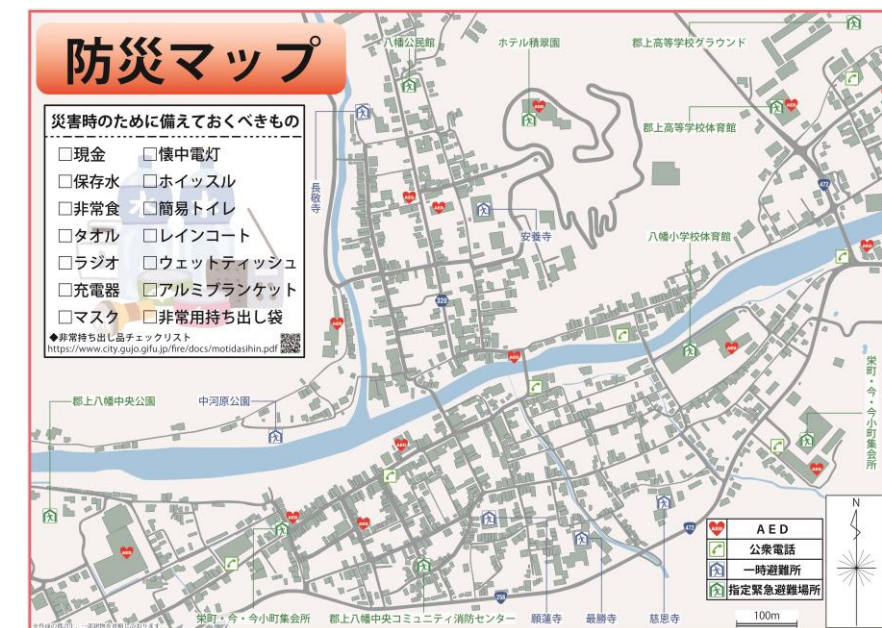 防災マップ
災害時のために備えておくべきもの
□現金 □懐中電灯
□保存水 □ホイッスル
□非常食 □簡易トイレ
□タオル □レインコート
□ラジオ □ウェットティッシュ
□充電器 □アルミブランケット
□マスク □非常用持ち出し袋
◆非常持ち出し品チェックリスト
https://www.city.gujo.gifu.jp/fire/docs/motidasihin.pdf
八幡公民館
ホテル積翠園
郡上高等学校グラウンド
郡上高等学校体育館
長敬寺
安養寺
八幡小学校体育館
472
329
郡上八幡中央公園
中河原公園
栄町・今・今小町集会所
472
256
栄町・今・今小町集会所
郡上八幡中央コミュニティ消防センター
願蓮寺
最勝寺
慈恩寺
AED
公衆電話
一時避難所
指定緊急避難場所
N
100m